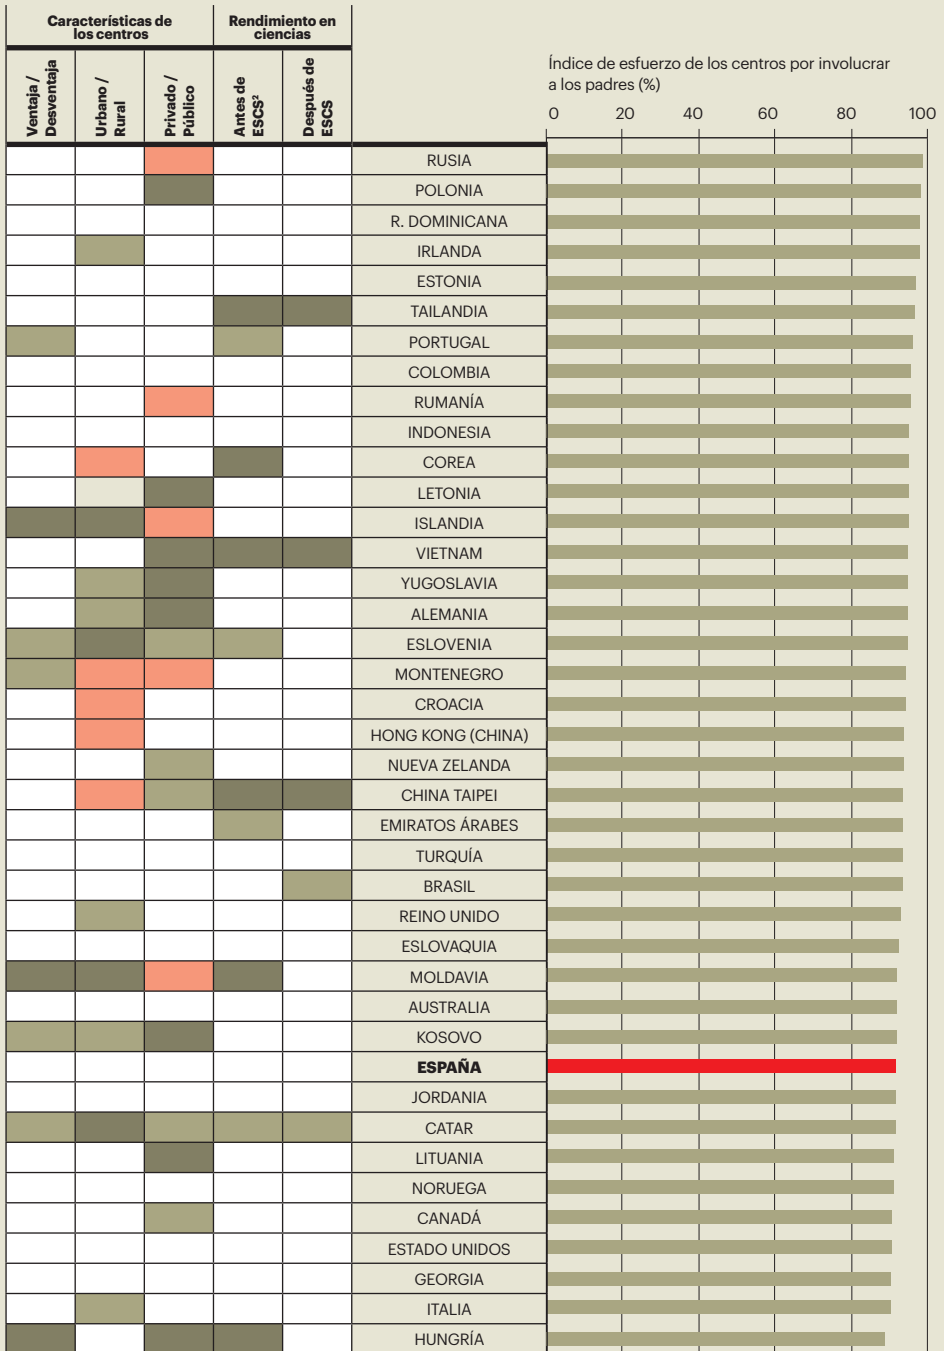 Características de
los centros
Rendimiento en
ciencias
Ventaja /
Desventaja
Urbano /
Rural
Privado /
Público
Antes de
ESCS²
Después de
ESCS
Índice de esfuerzo de los centros por involucrar
a los padres (%)
0 20 40 60 80 100
RUSIA
POLONIA
R. DOMINICANA
IRLANDA
ESTONIA
TAILANDIA
PORTUGAL
COLOMBIA
RUMANÍA
INDONESIA
COREA
LETONIA
ISLANDIA
VIETNAM
YUGOSLAVIA
ALEMANIA
ESLOVENIA
MONTENEGRO
CROACIA
HONG KONG (CHINA)
NUEVA ZELANDA
CHINA TAIPEI
EMIRATOS ÁRABES
TURQUÍA
BRASIL
REINO UNIDO
ESLOVAQUIA
MOLDAVIA
AUSTRALIA
KOSOVO
ESPAÑA
JORDANIA
CATAR
LITUANIA
NORUEGA
CANADÁ
ESTADO UNIDOS
GEORGIA
ITALIA
HUNGRÍA